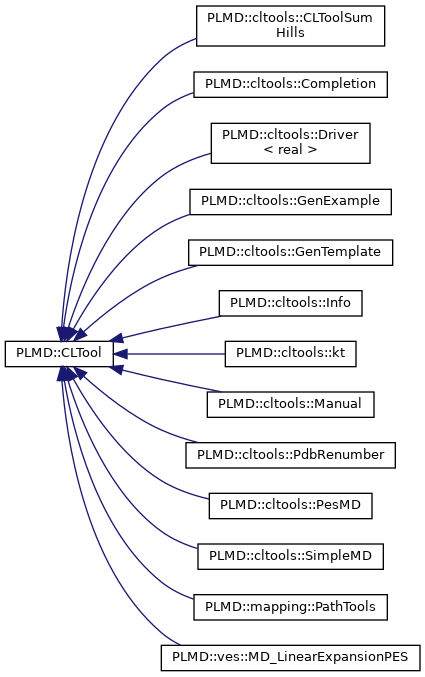 PLMD::cltools::CLToolSum
Hills
PLMD::cltools::Completion
PLMD::cltools::Driver
< real >
PLMD::cltools::GenExample
PLMD::cltools::GenTemplate
PLMD::cltools::Info
PLMD::CLTool
PLMD::cltools::kt
PLMD::cltools::Manual
PLMD::cltools::PdbRenumber
PLMD::cltools::PesMD
PLMD::cltools::SimpleMD
PLMD::mapping::PathTools
PLMD::ves::MD_LinearExpansionPES